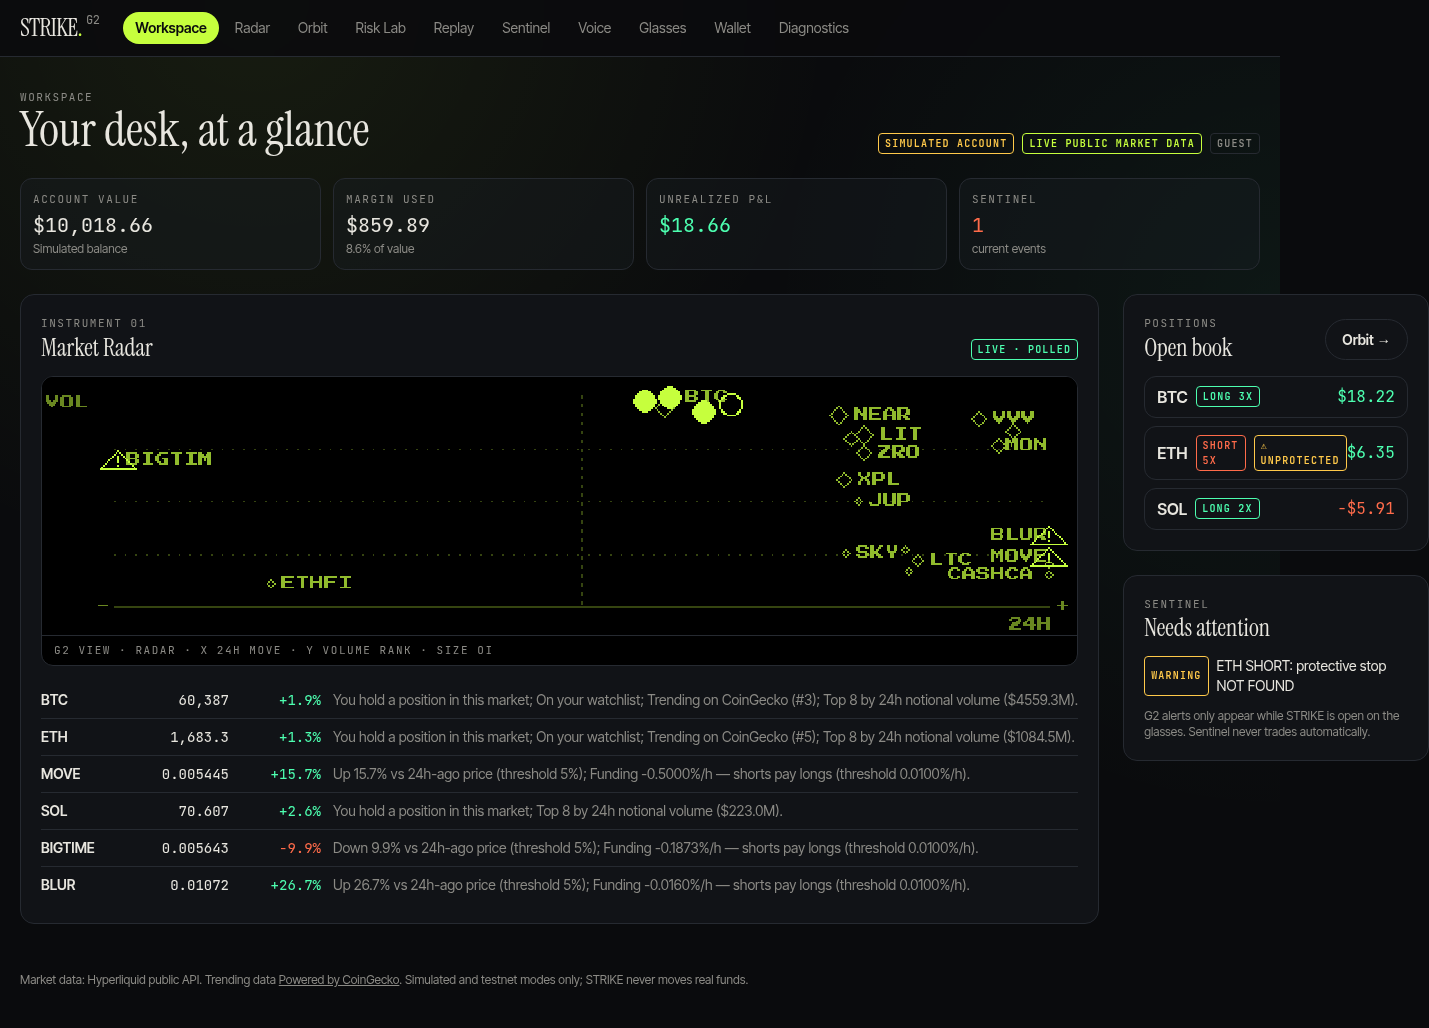 STRIKE. G2
Workspace Radar Orbit Risk Lab Replay Sentinel Voice Glasses Wallet Diagnostics
WORKSPACE
Your desk, at a glance
SIMULATED ACCOUNT LIVE PUBLIC MARKET DATA GUEST
ACCOUNT VALUE
$10,018.66
Simulated balance
MARGIN USED
$859.89
8.6% of value
UNREALIZED P&L
$18.66
SENTINEL
1
current events
INSTRUMENT 01
Market Radar
LIVE · POLLED
VOL
BTC
NEAR
VVV
LIT
MON
ZRO
BIGTIM
XPL
JUP
BLUR
SKY
LTC
MOVE
CASHCA
ETHFI
− +
24H
G2 VIEW · RADAR · X 24H MOVE · Y VOLUME RANK · SIZE OI
BTC 60,387 +1.9% You hold a position in this market; On your watchlist; Trending on CoinGecko (#3); Top 8 by 24h notional volume ($4559.3M).
ETH 1,683.3 +1.3% You hold a position in this market; On your watchlist; Trending on CoinGecko (#5); Top 8 by 24h notional volume ($1084.5M).
MOVE 0.005445 +15.7% Up 15.7% vs 24h-ago price (threshold 5%); Funding -0.5000%/h — shorts pay longs (threshold 0.0100%/h).
SOL 70.607 +2.6% You hold a position in this market; Top 8 by 24h notional volume ($223.0M).
BIGTIME 0.005643 -9.9% Down 9.9% vs 24h-ago price (threshold 5%); Funding -0.1873%/h — shorts pay longs (threshold 0.0100%/h).
BLUR 0.01072 +26.7% Up 26.7% vs 24h-ago price (threshold 5%); Funding -0.0160%/h — shorts pay longs (threshold 0.0100%/h).
POSITIONS
Open book
Orbit →
BTC LONG 3X $18.22
ETH SHORT 5X ⚠ UNPROTECTED $6.35
SOL LONG 2X -$5.91
SENTINEL
Needs attention
WARNING
ETH SHORT: protective stop
NOT FOUND
G2 alerts only appear while STRIKE is open on the
glasses. Sentinel never trades automatically.
Market data: Hyperliquid public API. Trending data Powered by CoinGecko. Simulated and testnet modes only; STRIKE never moves real funds.